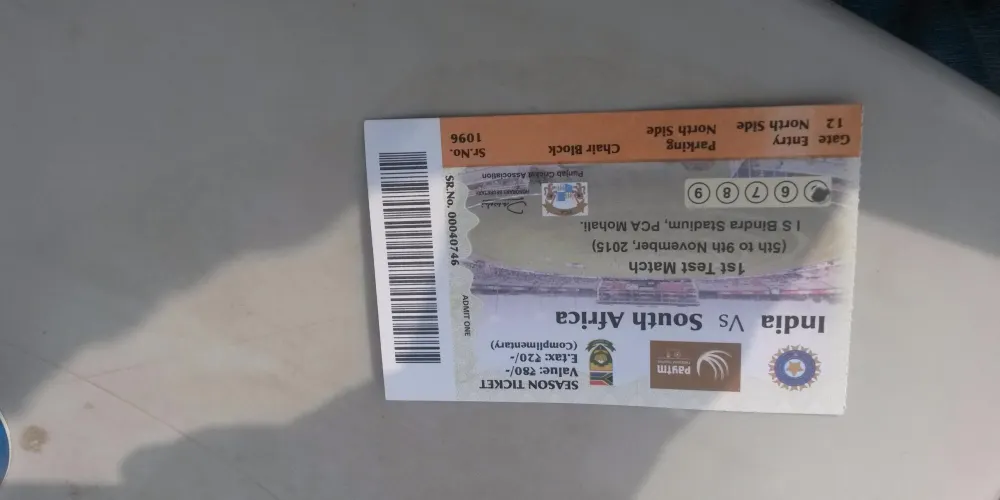 paytm
SEASON TICKET
Value: ₹80/-
E.tax: ₹20/-
(Complimentary)
India Vs South Africa
1st Test Match
(5th to 9th November, 2015)
I S Bindra Stadium, PCA Mohali.
6 7 8 9
Punjab Cricket Association
Gate Entry Parking Chair Block Sr.No.
12 North Side North Side 1096
ADMIT ONE
SR.No. 00040746